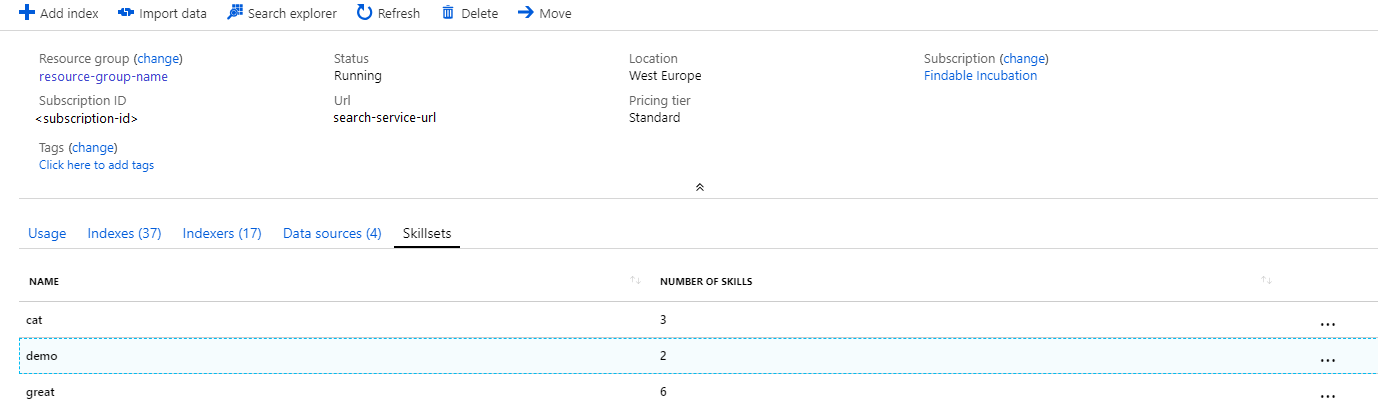 Add index Import data Search explorer Refresh Delete Move
Resource group (change) Status Location Subscription (change)
resource-group-name Running West Europe Findable Incubation
Subscription ID Url Pricing tier
<subscription-id> search-service-url Standard
Tags (change)
Click here to add tags
Usage Indexes (37) Indexers (17) Data sources (4) Skillsets
NAME NUMBER OF SKILLS
cat 3 ...
demo 2 ...
great 6 ...